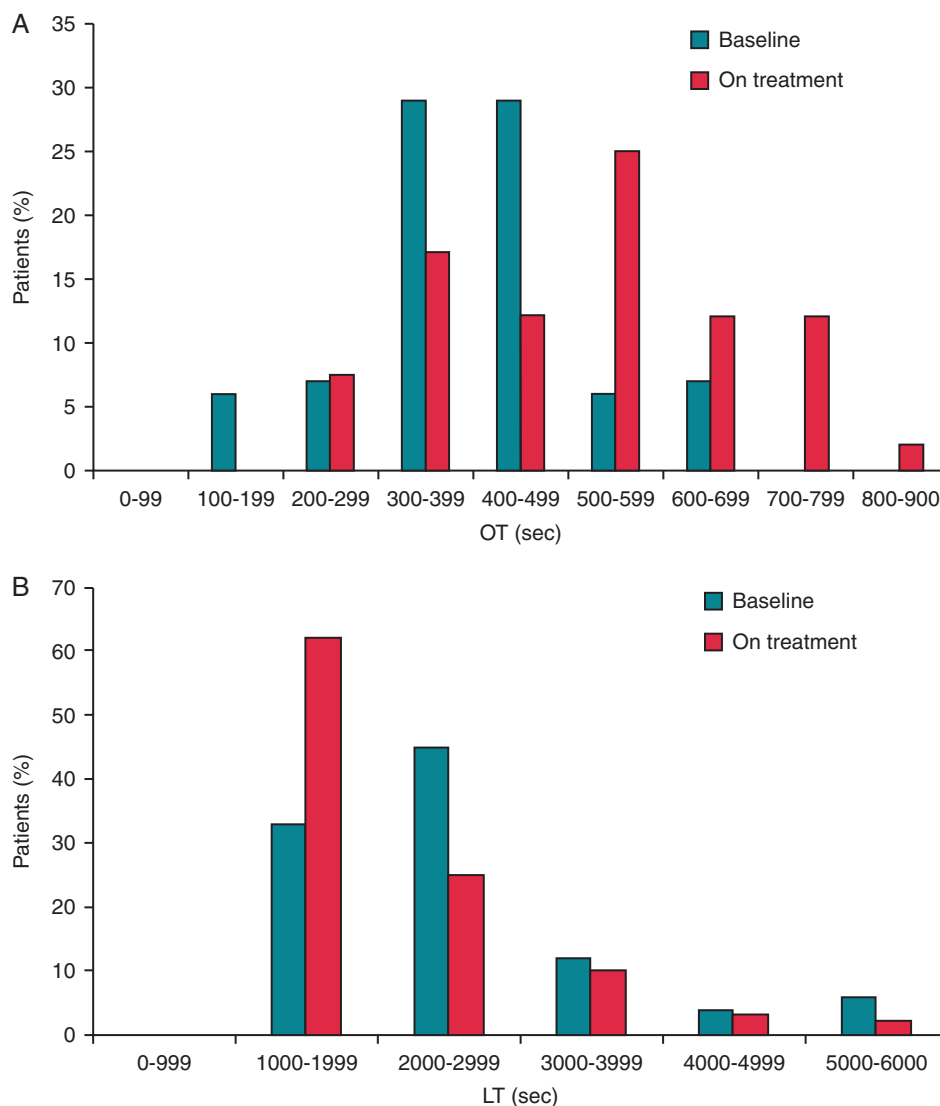 A
35
30
25
20
15
10
5
0
Patients (%)
Baseline
On treatment
0-99 100-199 200-299 300-399 400-499 500-599 600-699 700-799 800-900
OT (sec)
B
70
60
50
40
30
20
10
0
Patients (%)
Baseline
On treatment
0-999 1000-1999 2000-2999 3000-3999 4000-4999 5000-6000
LT (sec)